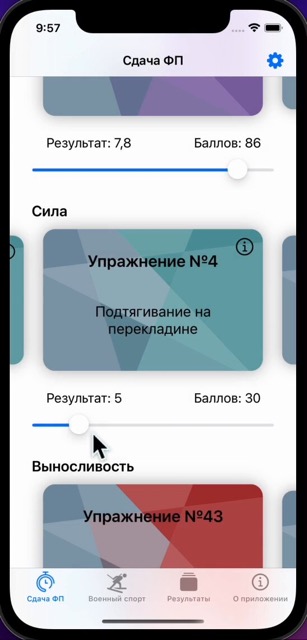 9:57
Сдача ФП
Результат: 7,8 Баллов: 86
Сила
Упражнение №4
Подтягивание на
перекладине
Результат: 5 Баллов: 30
Выносливость
Упражнение №43
Сдача ФП Военный спорт Результаты О приложении